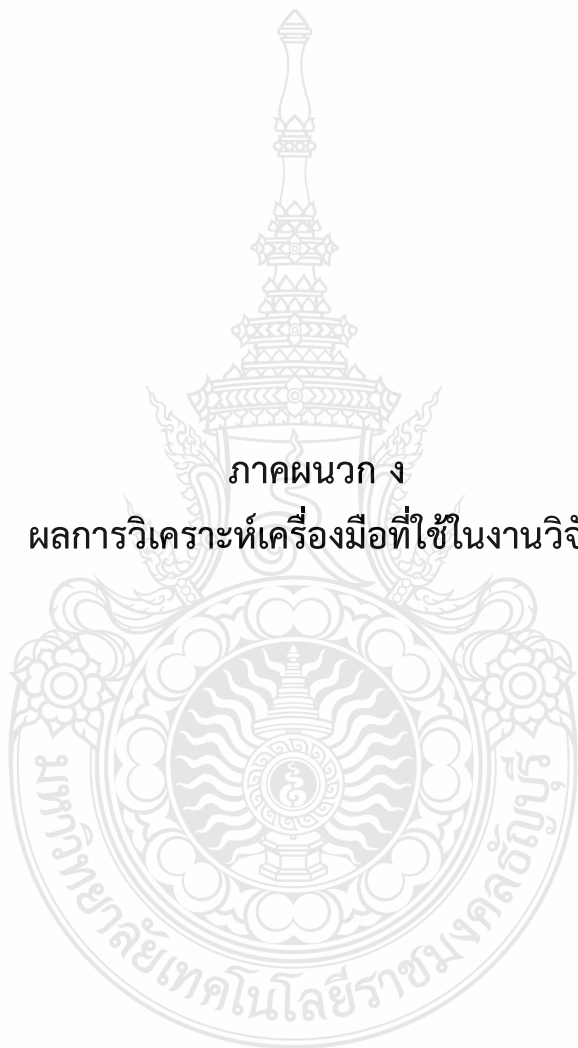 ภาคผนวก ง
ผลการวิเคราะห์เครื่องมือที่ใช้ในงานวิจั
มหาวิทยาลัยเทคโนโลยีราชมงคลธัญบุรี